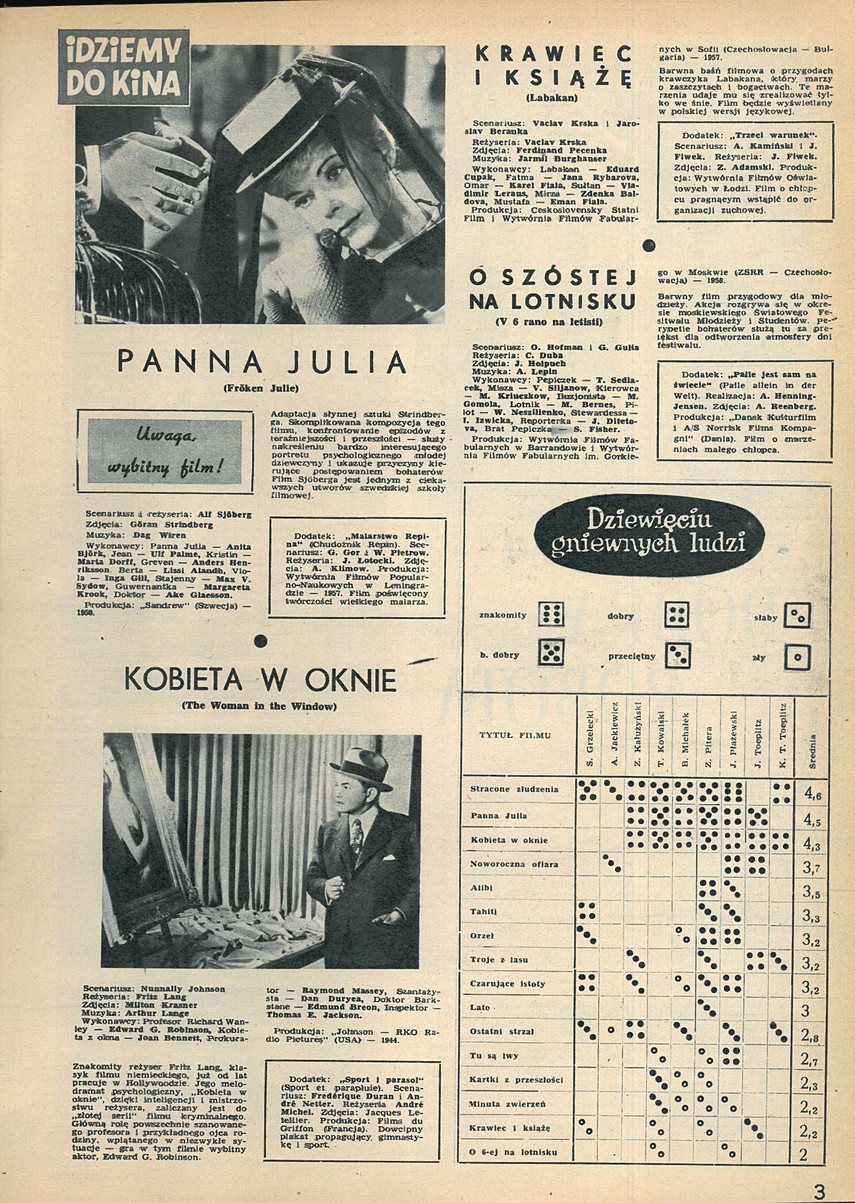 iDZiEMY
DO KiNA
PANNA JULIA
(Fröken Julie)
Uwaga,
wybitny film!
Adaptacja słynnej sztuki Strindber-
ga. Skomplikowana kompozycja tego
filmu, konfrontowanie epizodów z
teraźniejszości i przeszłości — służy
nakreśleniu bardzo interesującego
portretu psychologicznego młodej
dziewczyny i ukazuje przyczyny kie-
rujące postępowaniem bohaterów
Film Sjöberga jest jednym z cieka-
wszych utworów szwedzkiej szkoły
filmowej.
Scenariusz i reżyseria: Alf Sjöberg
Zdjęcia: Göran Strindberg
Muzyka: Dag Wiren
Wykonawcy: Panna Julia — Anita
Björk, Jean — Ulf Palme, Kristin —
Marta Dorff, Greven — Anders Hen-
riksson, Berta — Lissi Alandh, Vio-
la — Inga Gill, Stajenny — Max V.
Sydow, Guwernantka — Margareta
Krook, Doktor — Ake Claesson.
Produkcja: „Sandrew" (Szwecja) —
1950.
Dodatek: „Malarstwo Repi-
na" (Chudożnik Repin). Sce-
nariusz: G. Gor i W. Pietrow.
Reżyseria: J. Łotocki. Zdję-
cia: A. Klimow. Produkcja:
Wytwórnia Filmów Popular-
no-Naukowych w Leningra-
dzie — 1957. Film poświęcony
twórczości wielkiego malarza.
KOBIETA W OKNIE
(The Woman in the Window)
Scenariusz: Nunnally Johnson
Reżyseria: Fritz Lang
Zdjęcia: Milton Krasner
Muzyka: Arthur Lange
Wykonawcy: Profesor Richard Wan-
ley — Edward G. Robinson, Kobie-
ta z okna — Joan Bennett, Prokura-
tor — Raymond Massey, Szantaży-
sta — Dan Duryea, Doktor Bark-
stane — Edmund Breon, Inspektor —
Thomas E. Jackson.
Produkcja: „Johnson — RKO Ra-
dio Pictures" (USA) — 1944.
Znakomity reżyser Fritz Lang, kla-
syk filmu niemieckiego, już od lat
pracuje w Hollywoodzie. Jego melo-
dramat psychologiczny, „Kobieta w
oknie", dzięki inteligencji i mistrzo-
stwu reżysera, zaliczany jest do
„złotej serii" filmu kryminalnego.
Główną rolę powszechnie szanowane-
go profesora i przykładnego ojca ro-
dziny, wplątanego w niezwykłe sy-
tuacje — gra w tym filmie wybitny
aktor, Edward G. Robinson.
Dodatek: „Sport i parasol"
(Sport et parapluie). Scena-
riusz: Frédérique Duran i An-
dré Netter. Reżyseria André
Michel. Zdjęcia: Jacques Le-
tellier. Produkcja: Films du
Griffon (Francja). Dowcipny
plakat propagujący gimnasty-
kę i sport.
KRAWIEC
I KSIĄŻĘ
(Labakan)
Scenariusz: Vaclav Krska i Jaro-
slav Beranka
Reżyseria: Vaclav Krska
Zdjęcia: Ferdinand Pecenka
Muzyka: Jarmil Burghauser
Wykonawcy: Labakan — Eduard
Cupak, Fatma — Jana Rybarova,
Omar — Karel Fiala, Sułtan — Vla-
dimir Leraus, Mirza — Zdenka Bal-
dova, Mustafa — Eman Fiala.
Produkcja: Ceskoslovensky Statni
Film i Wytwórnia Filmów Fabular-
nych w Sofii (Czechosłowacja — Buł-
garia) — 1957.
Barwna baśń filmowa o przygodach
krawczyka Labakana, który marzy
o zaszczytach i bogactwach. Te ma-
rzenia udaje mu się zrealizować tyl-
ko we śnie. Film będzie wyświetlany
w polskiej wersji językowej.
Dodatek: „Trzeci warunek".
Scenariusz: A. Kamiński i J.
Fiwek. Reżyseria: J. Fiwek.
Zdjęcia: Z. Adamski. Produk-
cja: Wytwórnia Filmów Oświa-
towych w Łodzi. Film o chłop-
cu pragnącym wstąpić do or-
ganizacji zuchowej.
O SZÓSTEJ
NA LOTNISKU
(V 6 rano na letisti)
Scenariusz: O. Hofman i G. Gulia
Reżyseria: C. Duba
Zdjęcia: J. Holpuch
Muzyka: A. Lepin
Wykonawcy: Pepiczek — T. Sedla-
cek, Misza — V. Siljanow, Kierowca
— M. Kriuczkow, Iluzjonista — M.
Gomola, Lotnik — M. Bernes, Pi-
lot — W. Neszilienko, Stewardessa —
I. Izwicka, Reporterka — J. Diteto-
va, Brat Pepiczka — S. Fisher.
Produkcja: Wytwórnia Filmów Fa-
bularnych w Barrandowie i Wytwór-
nia Filmów Fabularnych im. Gorkie-
go w Moskwie (ZSRR — Czechosło-
wacja) — 1958.
Barwny film przygodowy dla mło-
dzieży. Akcja rozgrywa się w okre-
sie moskiewskiego Światowego Fe-
stiwalu Młodzieży i Studentów. Pe-
rypetie bohaterów służą tu za pre-
tekst dla odtworzenia atmosfery dni
festiwalu.
Dodatek: „Palle jest sam na
świecie" (Palle allein in der
Welt). Realizacja: A. Henning-
Jensen. Zdjęcia: A. Reenberg.
Produkcja: „Dansk Kulturfilm
i A/S Norrisk Films Kompa-
gni" (Dania). Film o marze-
niach małego chłopca.
Dziewięciu
gniewnych ludzi
znakomity dobry słaby
b. dobry przeciętny zły
TYTUŁ FILMU S. Grzelecki A. Jackiewicz Z. Kałużyński T. Kowalski B. Michałek Z. Pitera J. Płażewski J. Toeplitz K. T. Toeplitz Średnia
Stracone złudzenia 4,6
Panna Julia 4,5
Kobieta w oknie 4,3
Noworoczna ofiara 3,7
Alibi 3,5
Tahiti 3,3
Orzeł 3,2
Troje z lasu 3,2
Czarujące istoty 3,2
Lato 3
Ostatni strzał 2,8
Tu są lwy 2,7
Kartki z przeszłości 2,3
Minuta zwierzeń 2,2
Krawiec i książę 2,2
O 6-ej na lotnisku 2
3